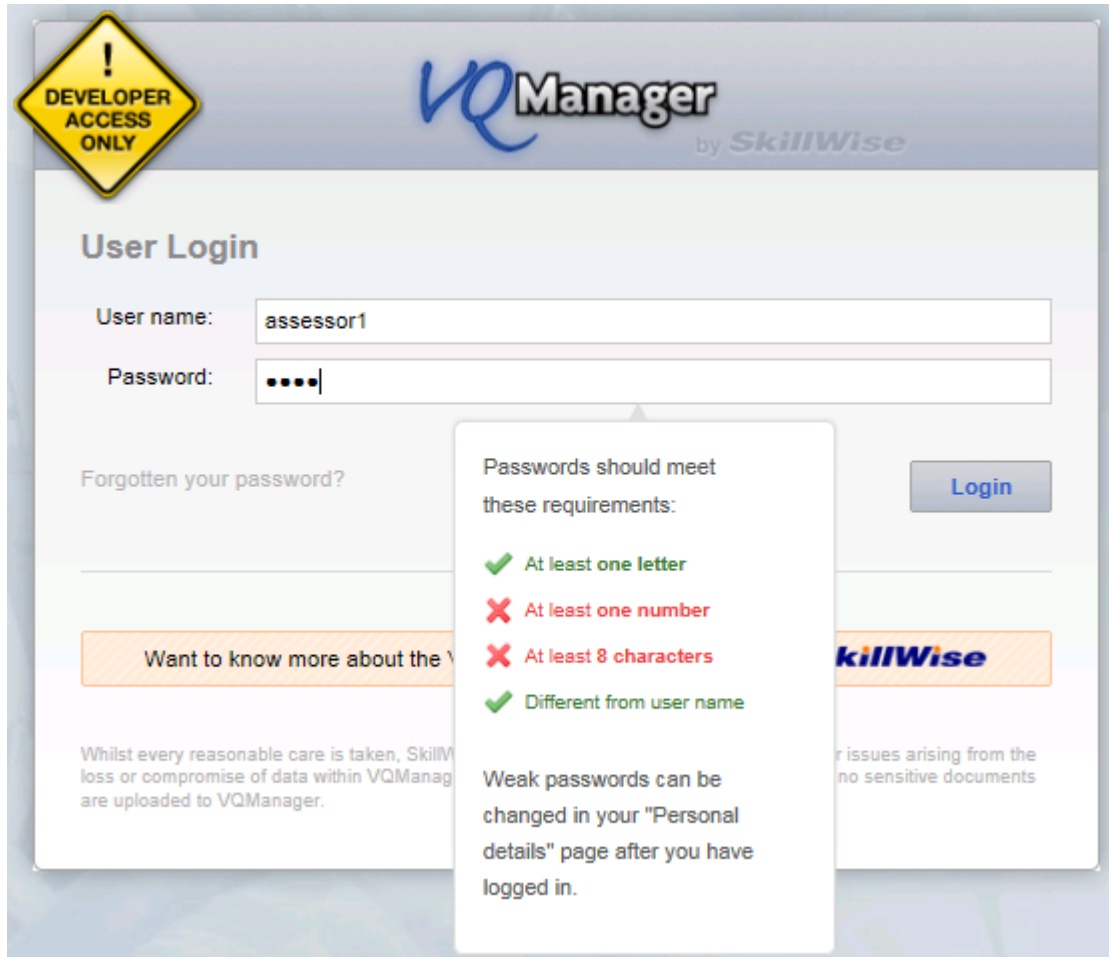 !
DEVELOPER
ACCESS
ONLY
VQManager
by SkillWise
User Login
User name:
assessor1
Password:
••••
Forgotten your password?
Login
Passwords should meet
these requirements:
At least one letter
At least one number
At least 8 characters
Different from user name
Weak passwords can be
changed in your "Personal
details" page after you have
logged in.
Want to know more about the
killWise
Whilst every reasonable care is taken, r issues arising from the
loss or compromise of data within no sensitive documents
are uploaded to VQManager.